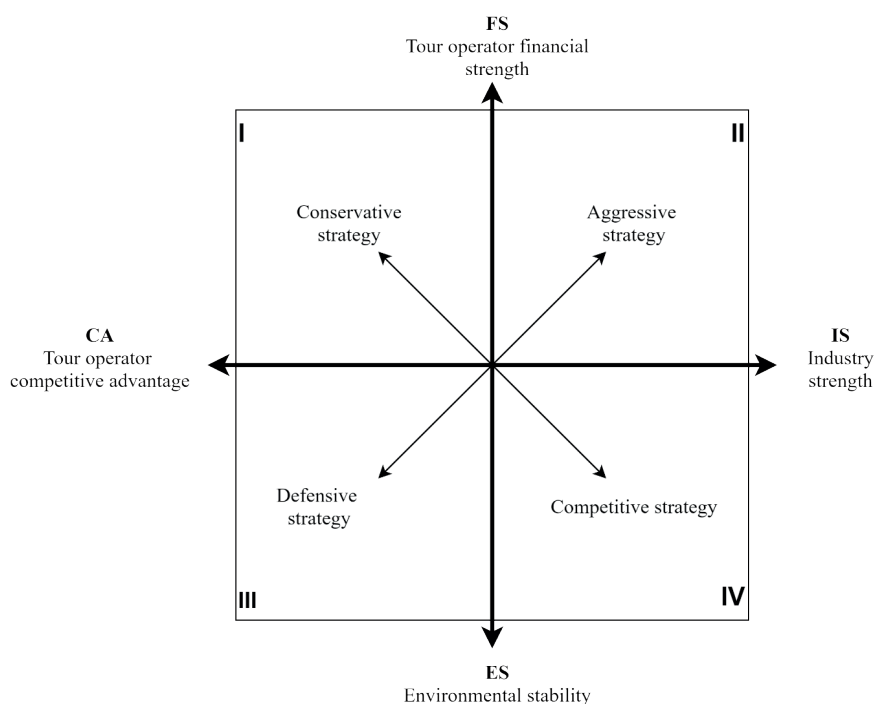 FS
Tour operator financial
strength
I
II
Conservative
strategy
Aggressive
strategy
CA
Tour operator
competitive advantage
IS
Industry
strength
Defensive
strategy
Competitive strategy
III
IV
ES
Environmental stability